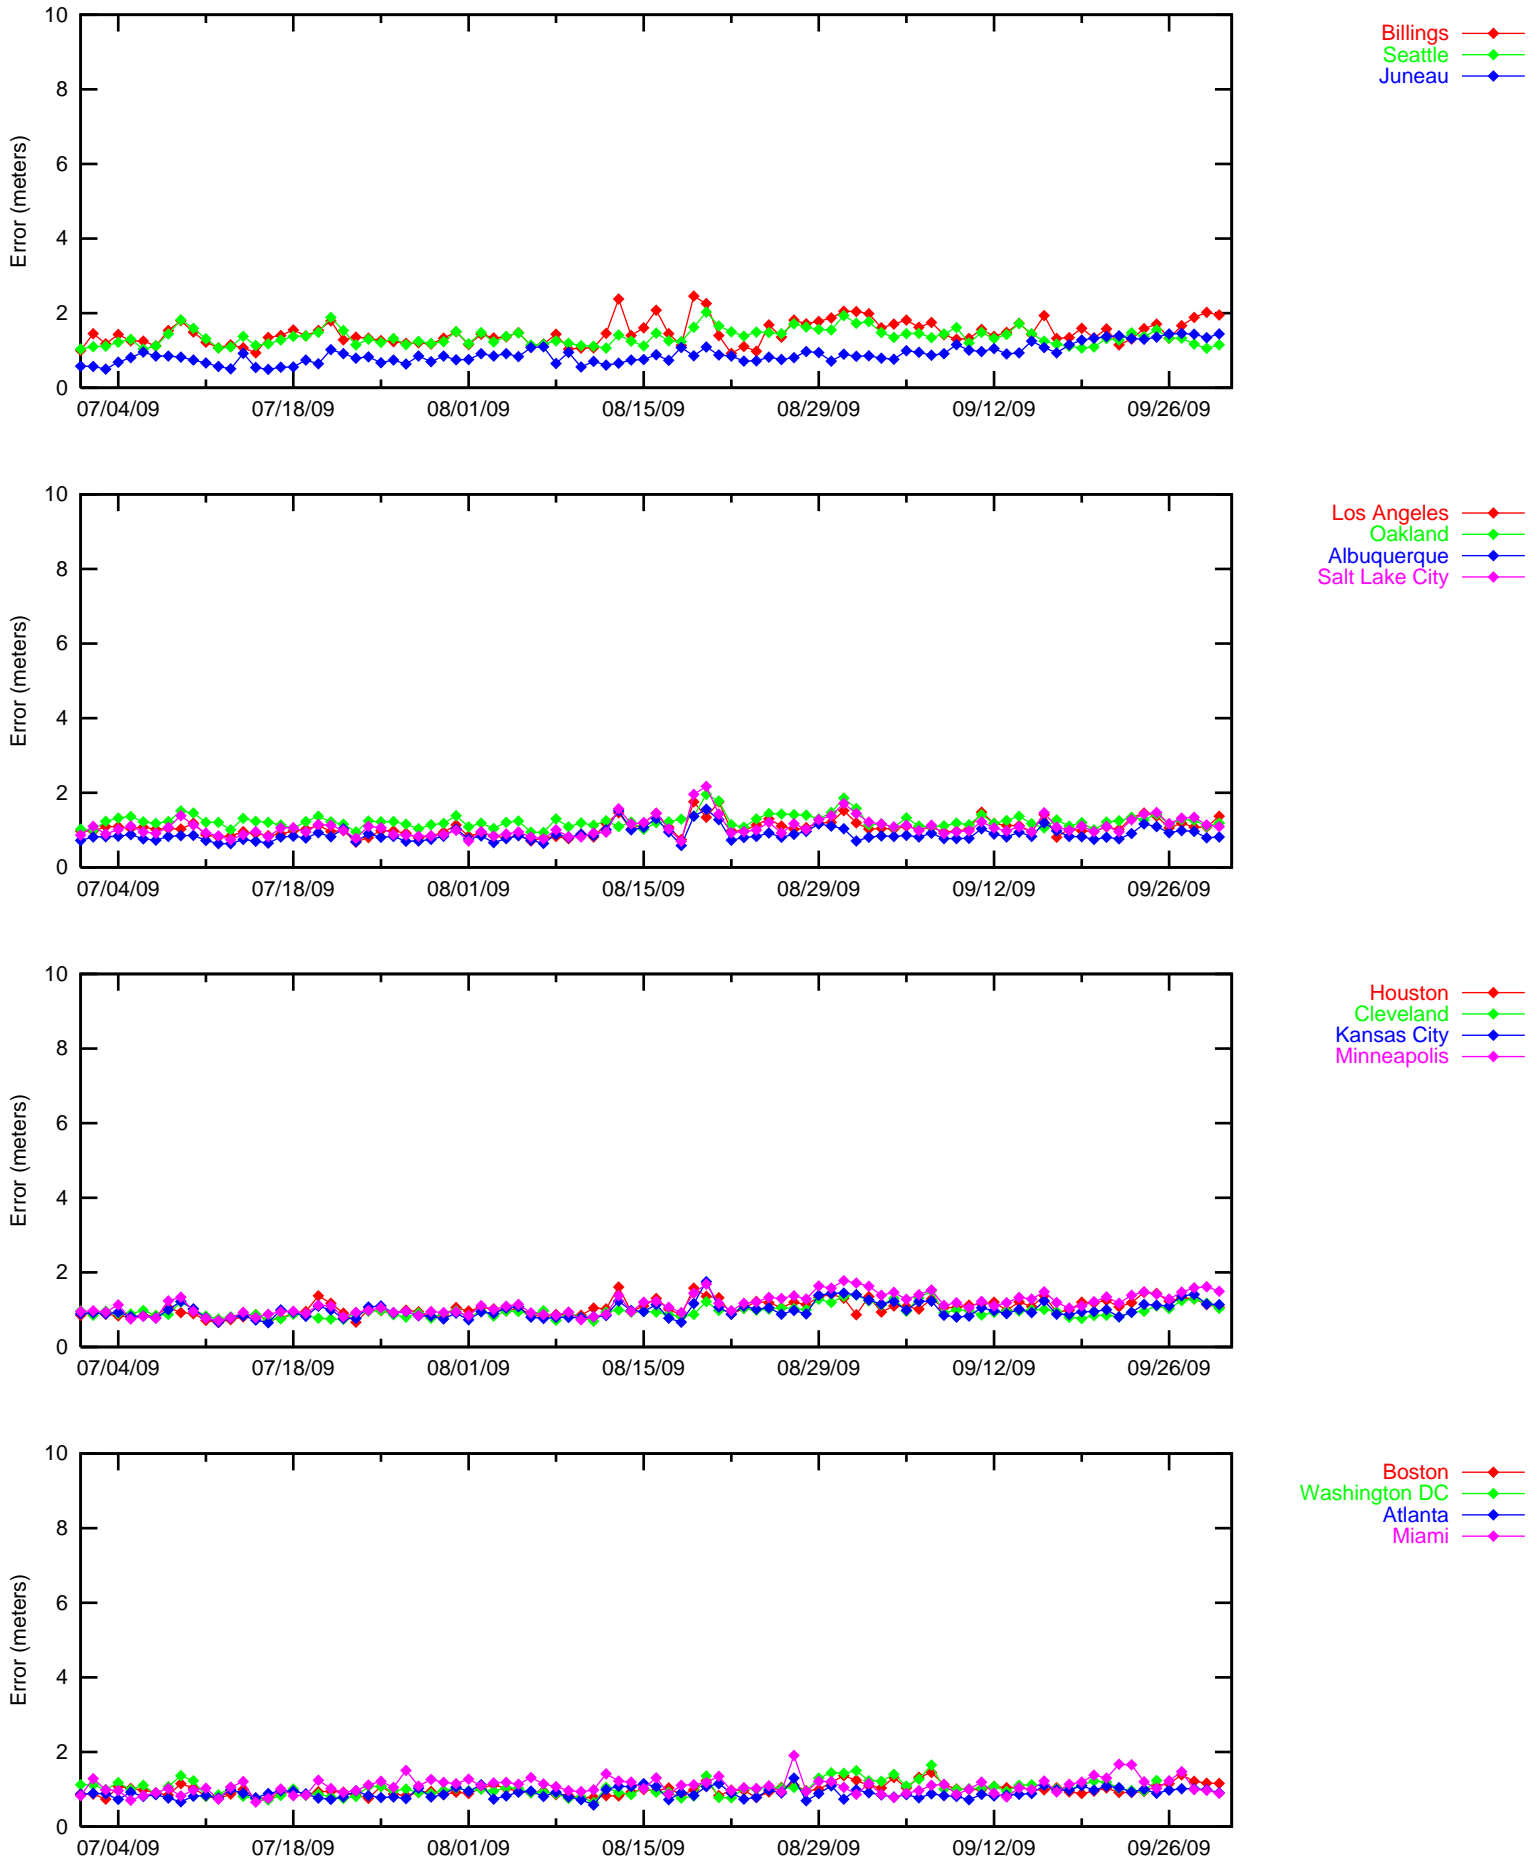 10
8
6
4
2
0
Error (meters)
07/04/09 07/18/09 08/01/09 08/15/09 08/29/09 09/12/09 09/26/09
Billings
Seattle
Juneau
10
8
6
4
2
0
Error (meters)
07/04/09 07/18/09 08/01/09 08/15/09 08/29/09 09/12/09 09/26/09
Los Angeles
Oakland
Albuquerque
Salt Lake City
10
8
6
4
2
0
Error (meters)
07/04/09 07/18/09 08/01/09 08/15/09 08/29/09 09/12/09 09/26/09
Houston
Cleveland
Kansas City
Minneapolis
10
8
6
4
2
0
Error (meters)
07/04/09 07/18/09 08/01/09 08/15/09 08/29/09 09/12/09 09/26/09
Boston
Washington DC
Atlanta
Miami